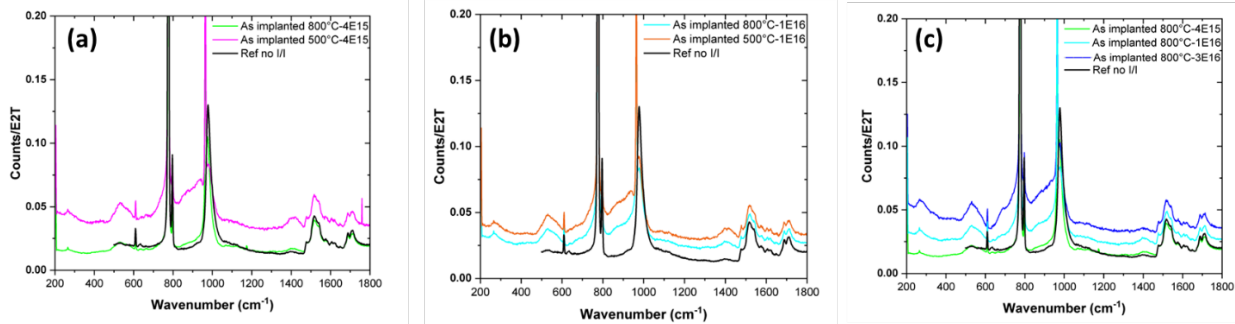 (a)
As implanted 800°C-4E15
As implanted 500°C-4E15
Ref no I/I
Counts/E2T
0.20
0.15
0.10
0.05
0.00
200 400 600 800 1000 1200 1400 1600 1800
Wavenumber (cm-1)
(b)
As implanted 800°C-1E16
As implanted 500°C-1E16
Ref no I/I
Counts/E2T
0.20
0.15
0.10
0.05
0.00
200 400 600 800 1000 1200 1400 1600 1800
Wavenumber (cm-1)
(c)
As implanted 800°C-4E15
As implanted 800°C-1E16
As implanted 800°C-3E16
Ref no I/I
Counts/E2T
0.20
0.15
0.10
0.05
0.00
200 400 600 800 1000 1200 1400 1600 1800
Wavenumber (cm-1)